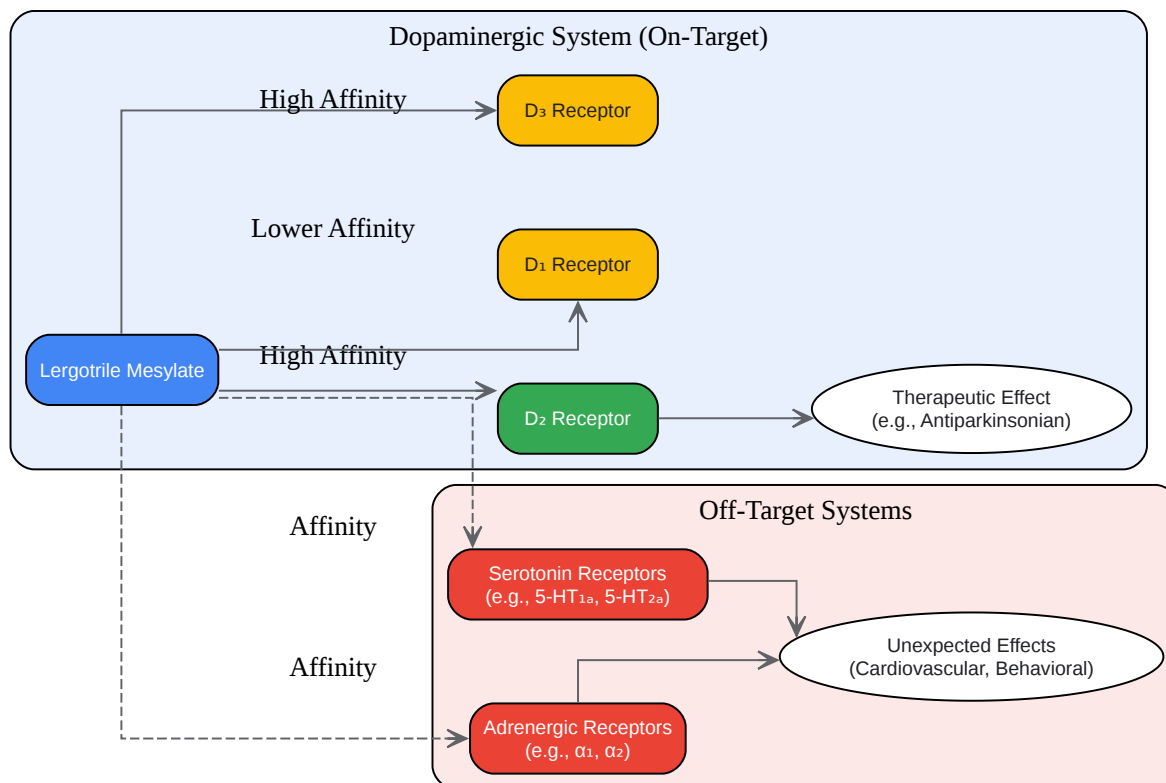 Dopaminergic System (On-Target)
High Affinity
D₃ Receptor
Lower Affinity
D₁ Receptor
High Affinity
Lergotrile Mesylate
D₂ Receptor
Therapeutic Effect
(e.g., Antiparkinsonian)
Off-Target Systems
Affinity
Serotonin Receptors
(e.g., 5-HT₁ₐ, 5-HT₂ₐ)
Unexpected Effects
(Cardiovascular, Behavioral)
Affinity
Adrenergic Receptors
(e.g., α₁, α₂)